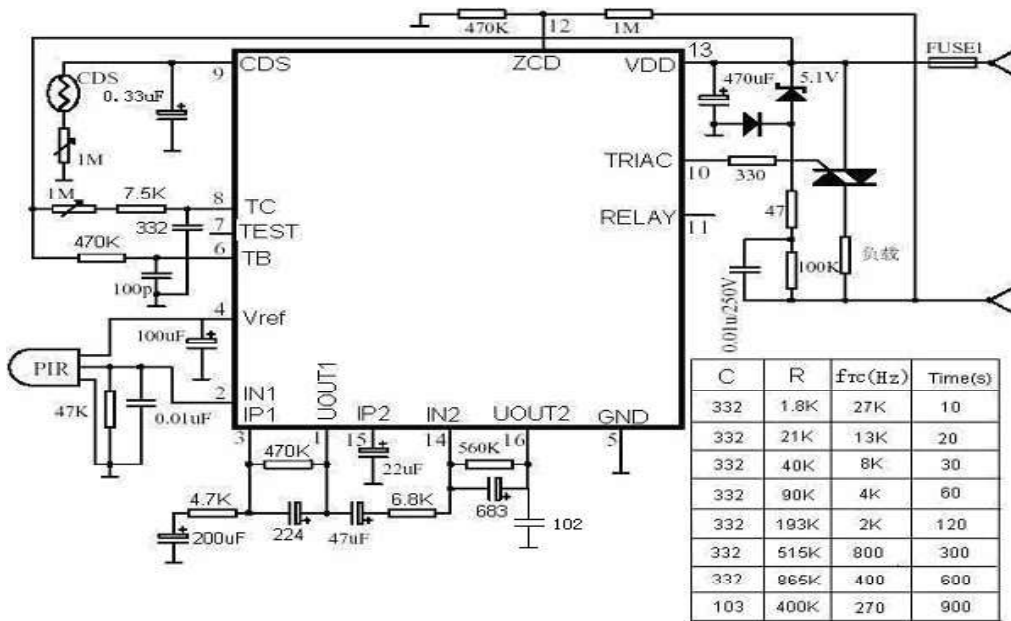 470K
12
1M
13
FUSE1
9
CDS
ZCD
VDD
CDS
0.33uF
470uF
5.1V
1M
TRIAC
10
330
1M
7.5K
8
TC
332
7
TEST
RELAY
11
47
470K
6
TB
100K
负载
100p
0.01u/250V
4
Vref
100uF
PIR
2
IN1
47K
0.01uF
IP1
UOUT1
IP2
IN2
UOUT2
GND
3
1
15
14
16
5
470K
22uF
560K
4.7K
6.8K
683
200uF
224
47uF
102
C R fTC(Hz) Time(s)
332 1.8K 27K 10
332 21K 13K 20
332 40K 8K 30
332 90K 4K 60
332 193K 2K 120
332 515K 800 300
332 865K 400 600
103 400K 270 900